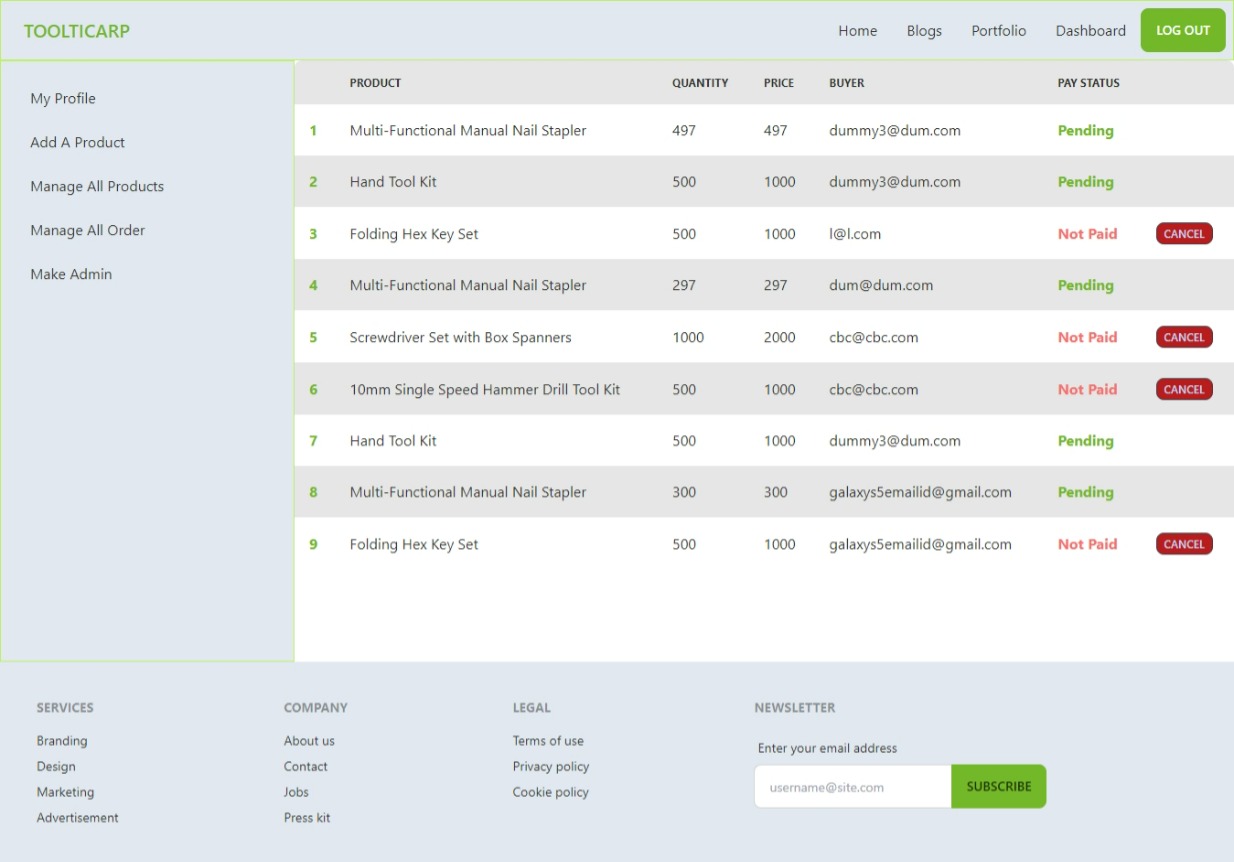 TOOLTICARP Home Blogs Portfolio Dashboard LOG OUT
My Profile
Add A Product
Manage All Products
Manage All Order
Make Admin
PRODUCT QUANTITY PRICE BUYER PAY STATUS
1 Multi-Functional Manual Nail Stapler 497 497 dummy3@dum.com Pending
2 Hand Tool Kit 500 1000 dummy3@dum.com Pending
3 Folding Hex Key Set 500 1000 l@l.com Not Paid CANCEL
4 Multi-Functional Manual Nail Stapler 297 297 dum@dum.com Pending
5 Screwdriver Set with Box Spanners 1000 2000 cbc@cbc.com Not Paid CANCEL
6 10mm Single Speed Hammer Drill Tool Kit 500 1000 cbc@cbc.com Not Paid CANCEL
7 Hand Tool Kit 500 1000 dummy3@dum.com Pending
8 Multi-Functional Manual Nail Stapler 300 300 galaxys5emailid@gmail.com Pending
9 Folding Hex Key Set 500 1000 galaxys5emailid@gmail.com Not Paid CANCEL
SERVICES
Branding
Design
Marketing
Advertisement
COMPANY
About us
Contact
Jobs
Press kit
LEGAL
Terms of use
Privacy policy
Cookie policy
NEWSLETTER
Enter your email address
username@site.com SUBSCRIBE